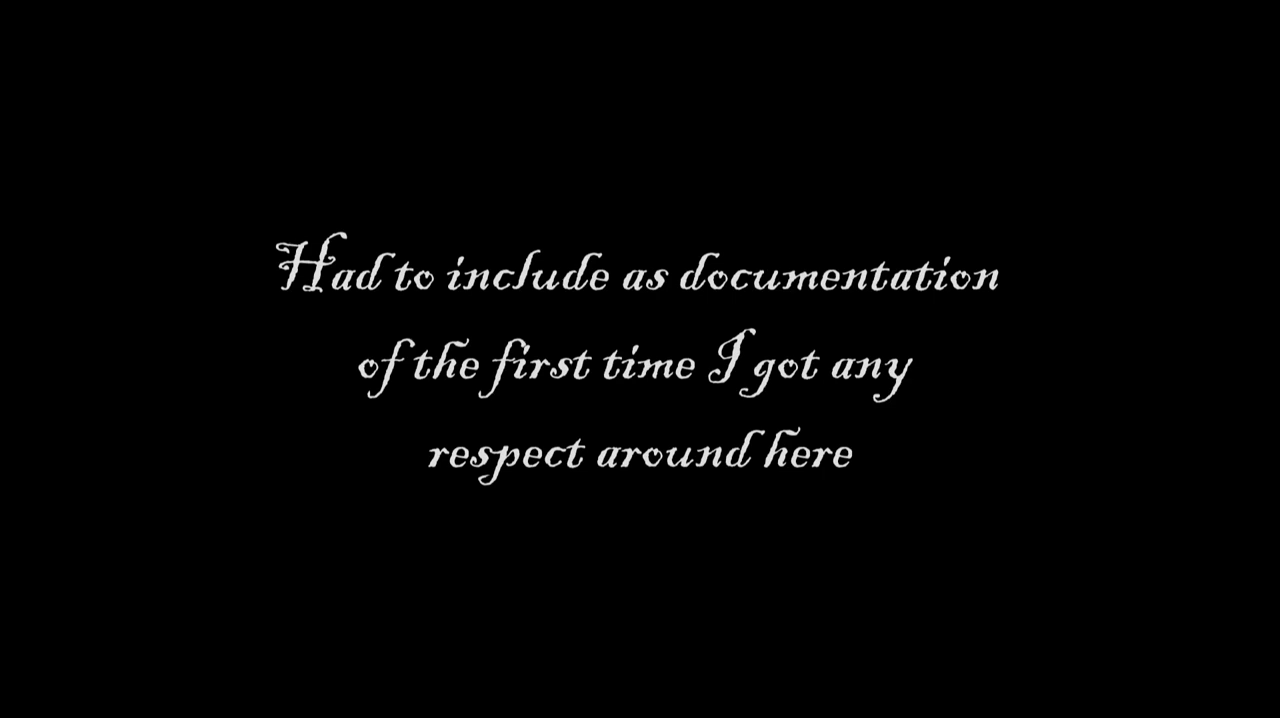 Had to include as documentation
of the first time I got any
respect around here